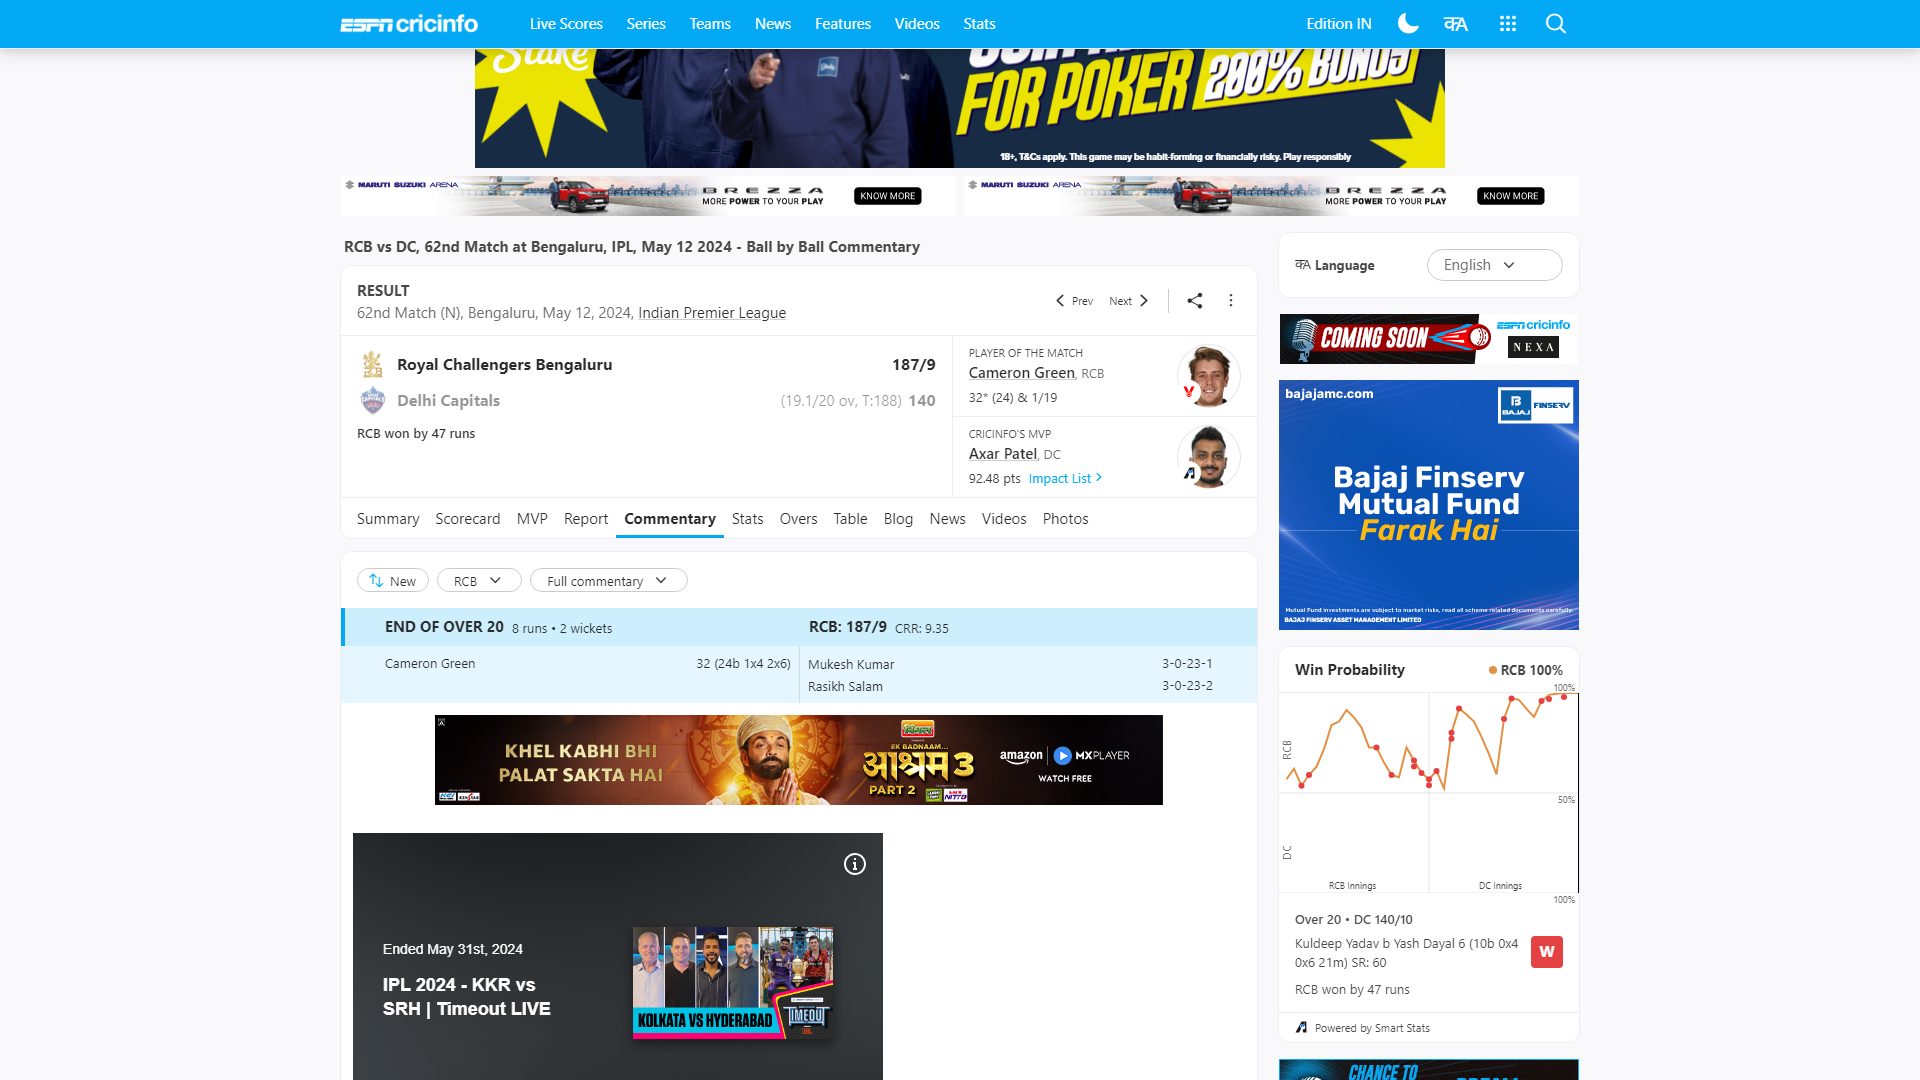 ESPN cricinfo
Live Scores Series Teams News Features Videos Stats
Edition IN
Stake
FOR POKER 200% BONUS
18+, T&Cs apply. This game may be habit-forming or financially risky. Play responsibly
MARUTI SUZUKI ARENA
BREZZA
MORE POWER TO YOUR PLAY
KNOW MORE
MARUTI SUZUKI ARENA
BREZZA
MORE POWER TO YOUR PLAY
KNOW MORE
RCB vs DC, 62nd Match at Bengaluru, IPL, May 12 2024 - Ball by Ball Commentary
RESULT
62nd Match (N), Bengaluru, May 12, 2024, Indian Premier League
Prev Next
Royal Challengers Bengaluru 187/9
Delhi Capitals (19.1/20 ov, T:188) 140
RCB won by 47 runs
PLAYER OF THE MATCH
Cameron Green, RCB
32* (24) & 1/19
CRICINFO'S MVP
Axar Patel, DC
92.48 pts Impact List
Summary Scorecard MVP Report Commentary Stats Overs Table Blog News Videos Photos
New RCB Full commentary
END OF OVER 20 8 runs • 2 wickets RCB: 187/9 CRR: 9.35
Cameron Green 32 (24b 1x4 2x6) Mukesh Kumar 3-0-23-1
Rasikh Salam 3-0-23-2
KHEL KABHI BHI
PALAT SAKTA HAI
EK BADNAAM...
आश्रम 3
PART 2
amazon MXPLAYER
WATCH FREE
Ended May 31st, 2024
IPL 2024 - KKR vs
SRH | Timeout LIVE
KOLKATA VS HYDERABAD
TIMEOUT
Language English
COMING SOON
ESPN cricinfo
NEXA
bajajamc.com
BAJAJ FINSERV
Bajaj Finserv
Mutual Fund
Farak Hai
Mutual Fund investments are subject to market risks, read all scheme related documents carefully.
BAJAJ FINSERV ASSET MANAGEMENT LIMITED
Win Probability RCB 100%
100%
RCB
50%
DC
RCB Innings DC Innings
100%
Over 20 • DC 140/10
Kuldeep Yadav b Yash Dayal 6 (10b 0x4
0x6 21m) SR: 60
W
RCB won by 47 runs
Powered by Smart Stats
CHANCE TO